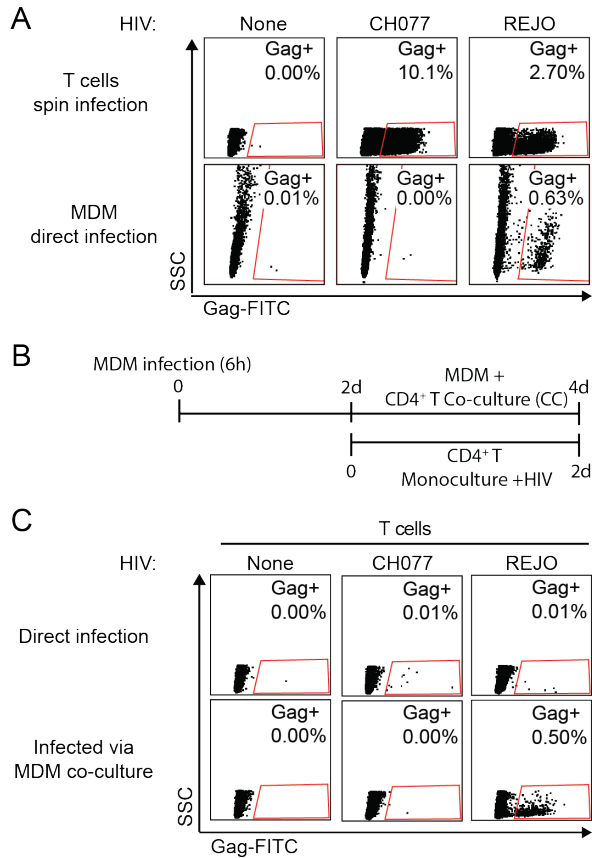 A
HIV: None CH077 REJO
T cells
spin infection
Gag+
0.00%
Gag+
10.1%
Gag+
2.70%
MDM
direct infection
Gag+
0.01%
Gag+
0.00%
Gag+
0.63%
SSC
Gag-FITC
B
MDM infection (6h)
0 2d 4d
MDM +
CD4⁺ T Co-culture (CC)
0 2d
CD4⁺ T
Monoculture +HIV
C
T cells
HIV: None CH077 REJO
Direct infection
Gag+
0.00%
Gag+
0.01%
Gag+
0.01%
Infected via
MDM co-culture
Gag+
0.00%
Gag+
0.00%
Gag+
0.50%
SSC
Gag-FITC